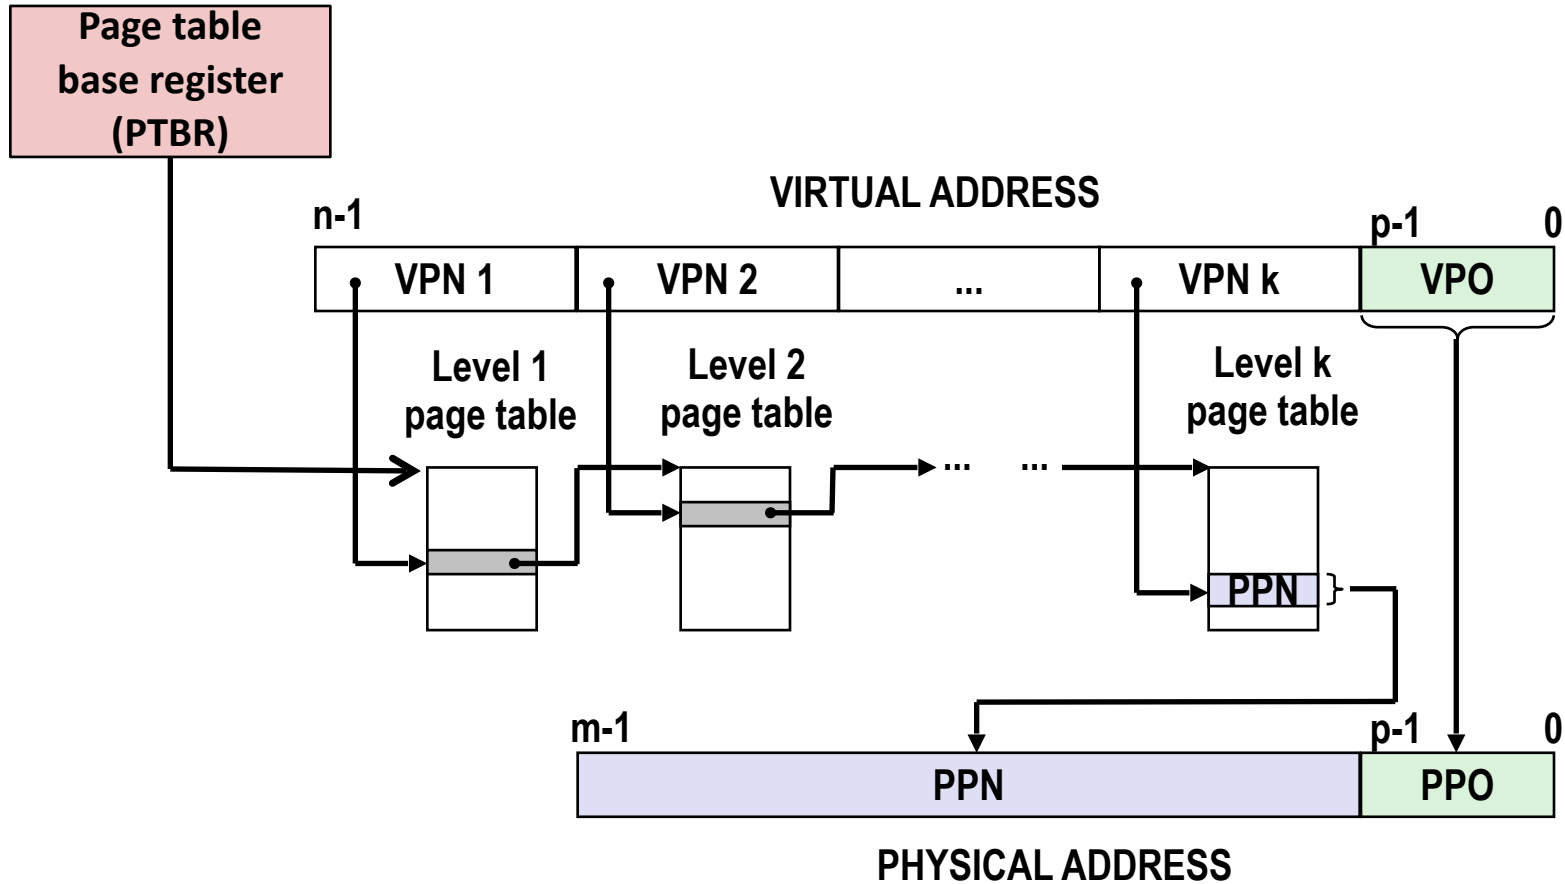 Page table
base register
(PTBR)
VIRTUAL ADDRESS
n-1
p-1
0
VPN 1
VPN 2
...
VPN k
VPO
Level 1
page table
Level 2
page table
Level k
page table
...
...
PPN
m-1
p-1
0
PPN
PPO
PHYSICAL ADDRESS